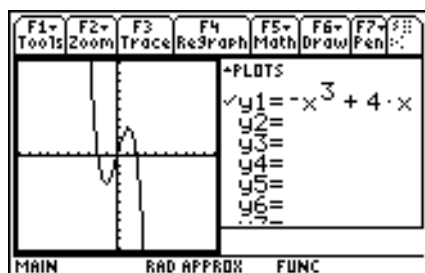 F1▾ F2▾ F3 F4 F5▾ F6▾ F7▾
Tools Zoom Trace ReGraph Math Draw Pen
▴PLOTS
✓y1=-x³ + 4·x
y2=
y3=
y4=
y5=
y6=
MAIN RAD APPROX FUNC